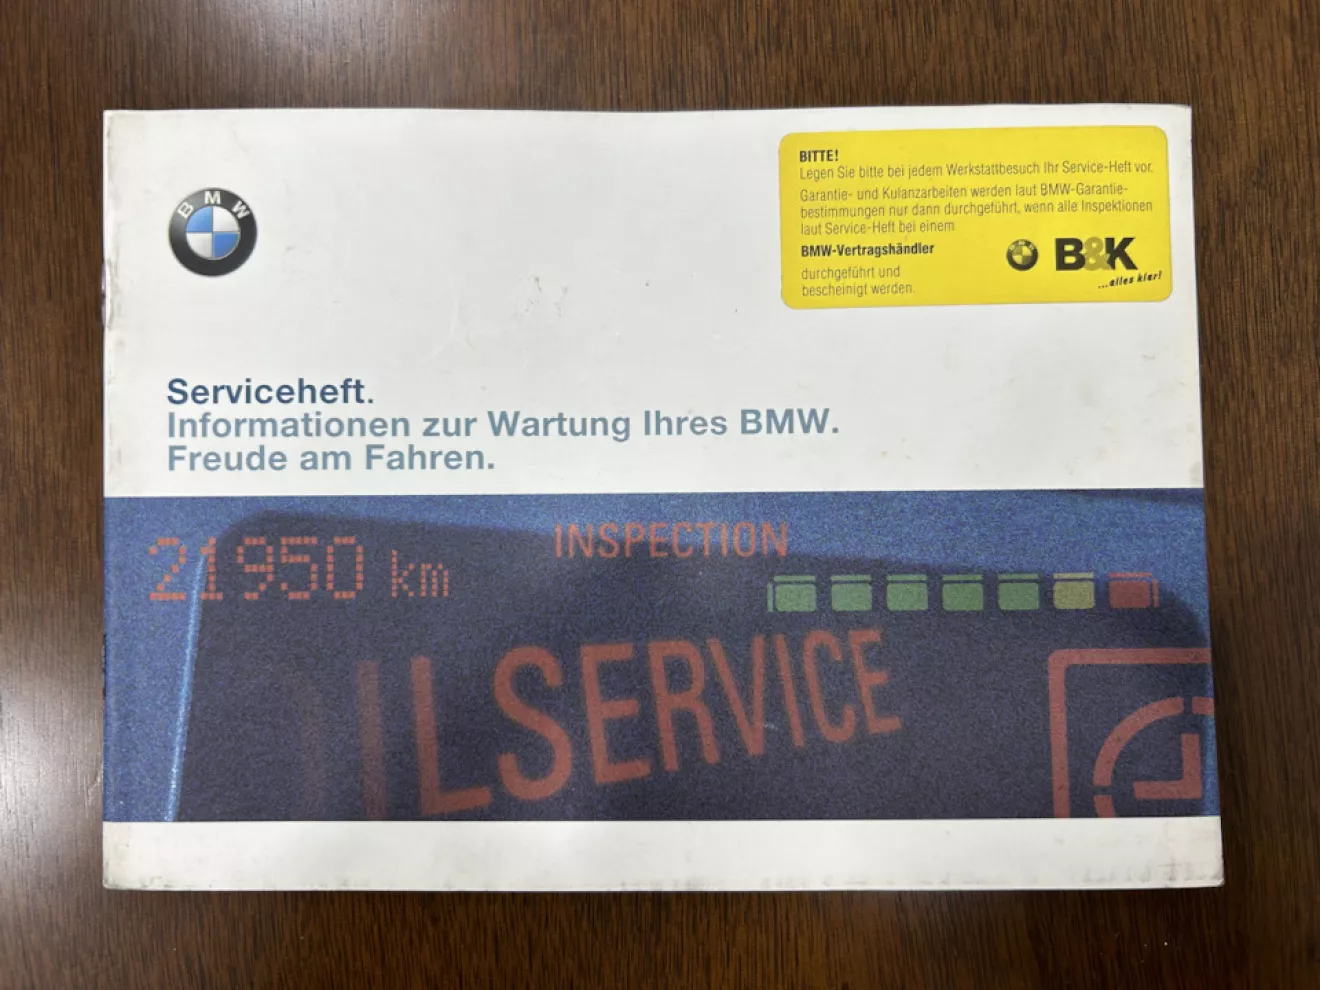 BMW
BITTE!
Legen Sie bitte bei jedem Werkstattbesuch Ihr Service-Heft vor.
Garantie- und Kulanzarbeiten werden laut BMW-Garantie-
bestimmungen nur dann durchgeführt, wenn alle Inspektionen
laut Service-Heft bei einem
BMW-Vertragshändler
durchgeführt und
bescheinigt werden.
B&K
...alles klar!
Serviceheft.
Informationen zur Wartung Ihres BMW.
Freude am Fahren.
21950 km
INSPECTION
LSERVICE